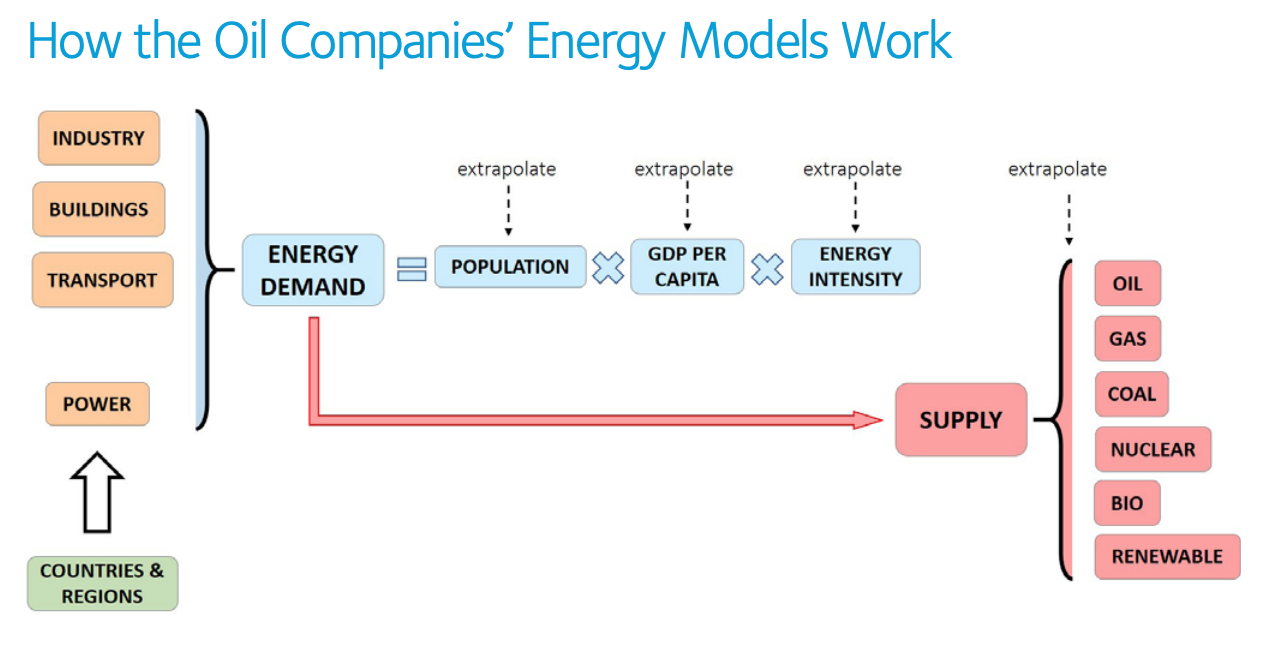 How the Oil Companies’ Energy Models Work
INDUSTRY
BUILDINGS
TRANSPORT
POWER
COUNTRIES &
REGIONS
ENERGY
DEMAND
extrapolate
POPULATION
extrapolate
GDP PER
CAPITA
extrapolate
ENERGY
INTENSITY
SUPPLY
extrapolate
OIL
GAS
COAL
NUCLEAR
BIO
RENEWABLE